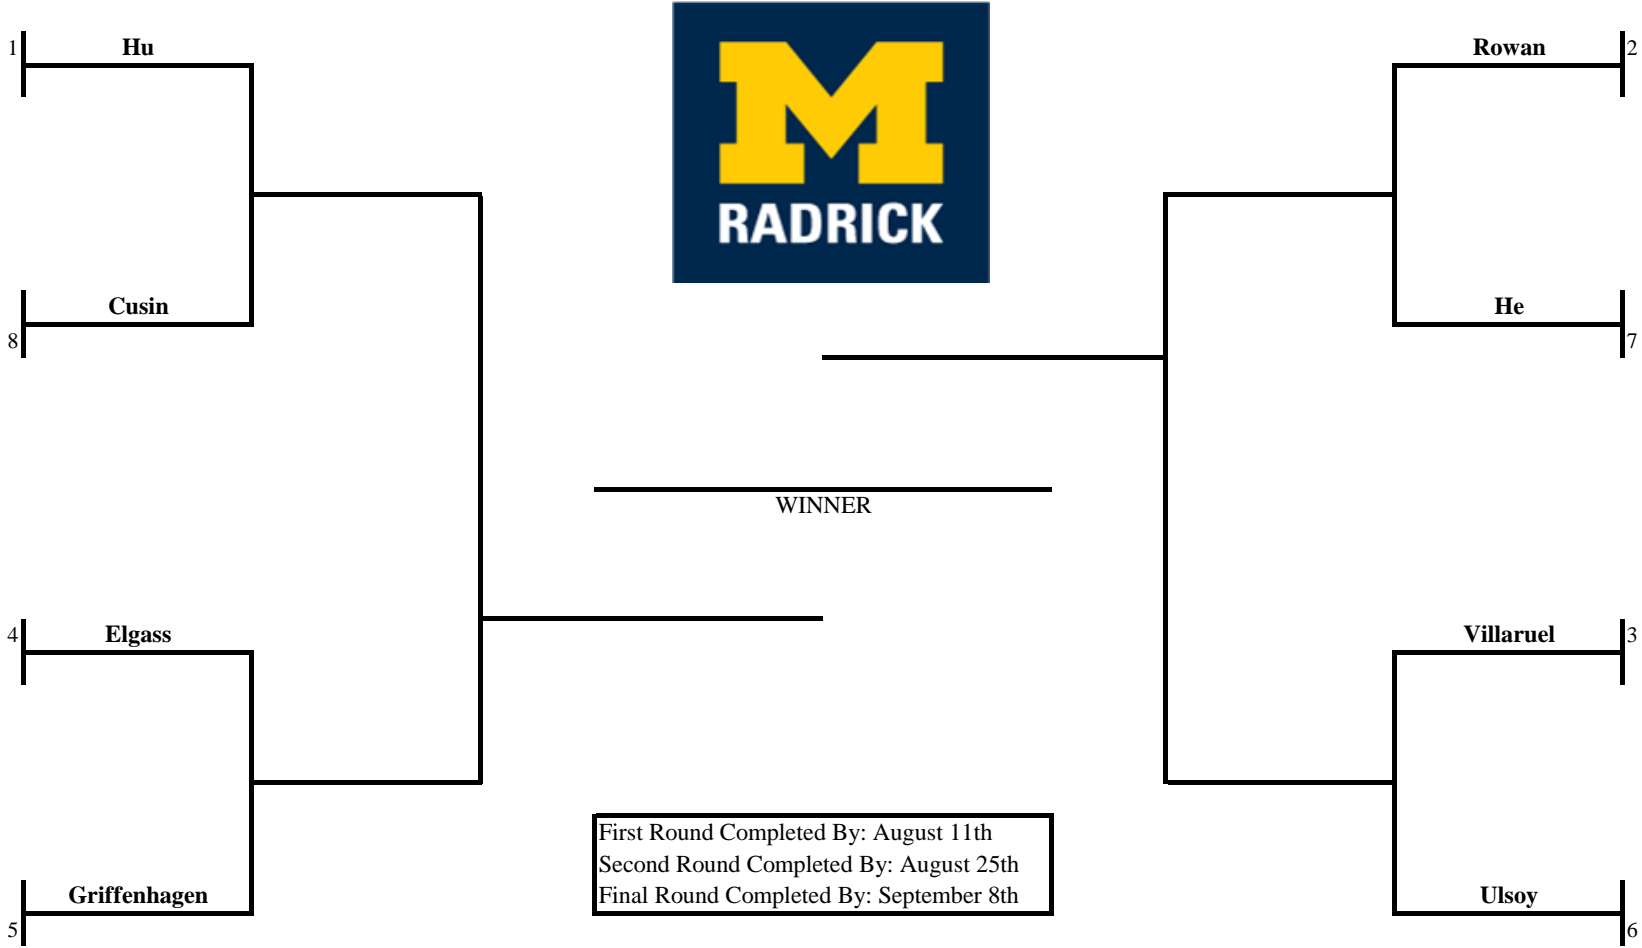 1
Hu
Rowan
2
M
RADRICK
Cusin
8
He
7
WINNER
4
Elgass
Villaruel
3
First Round Completed By: August 11th
Second Round Completed By: August 25th
Final Round Completed By: September 8th
Griffenhagen
5
Ulsoy
6